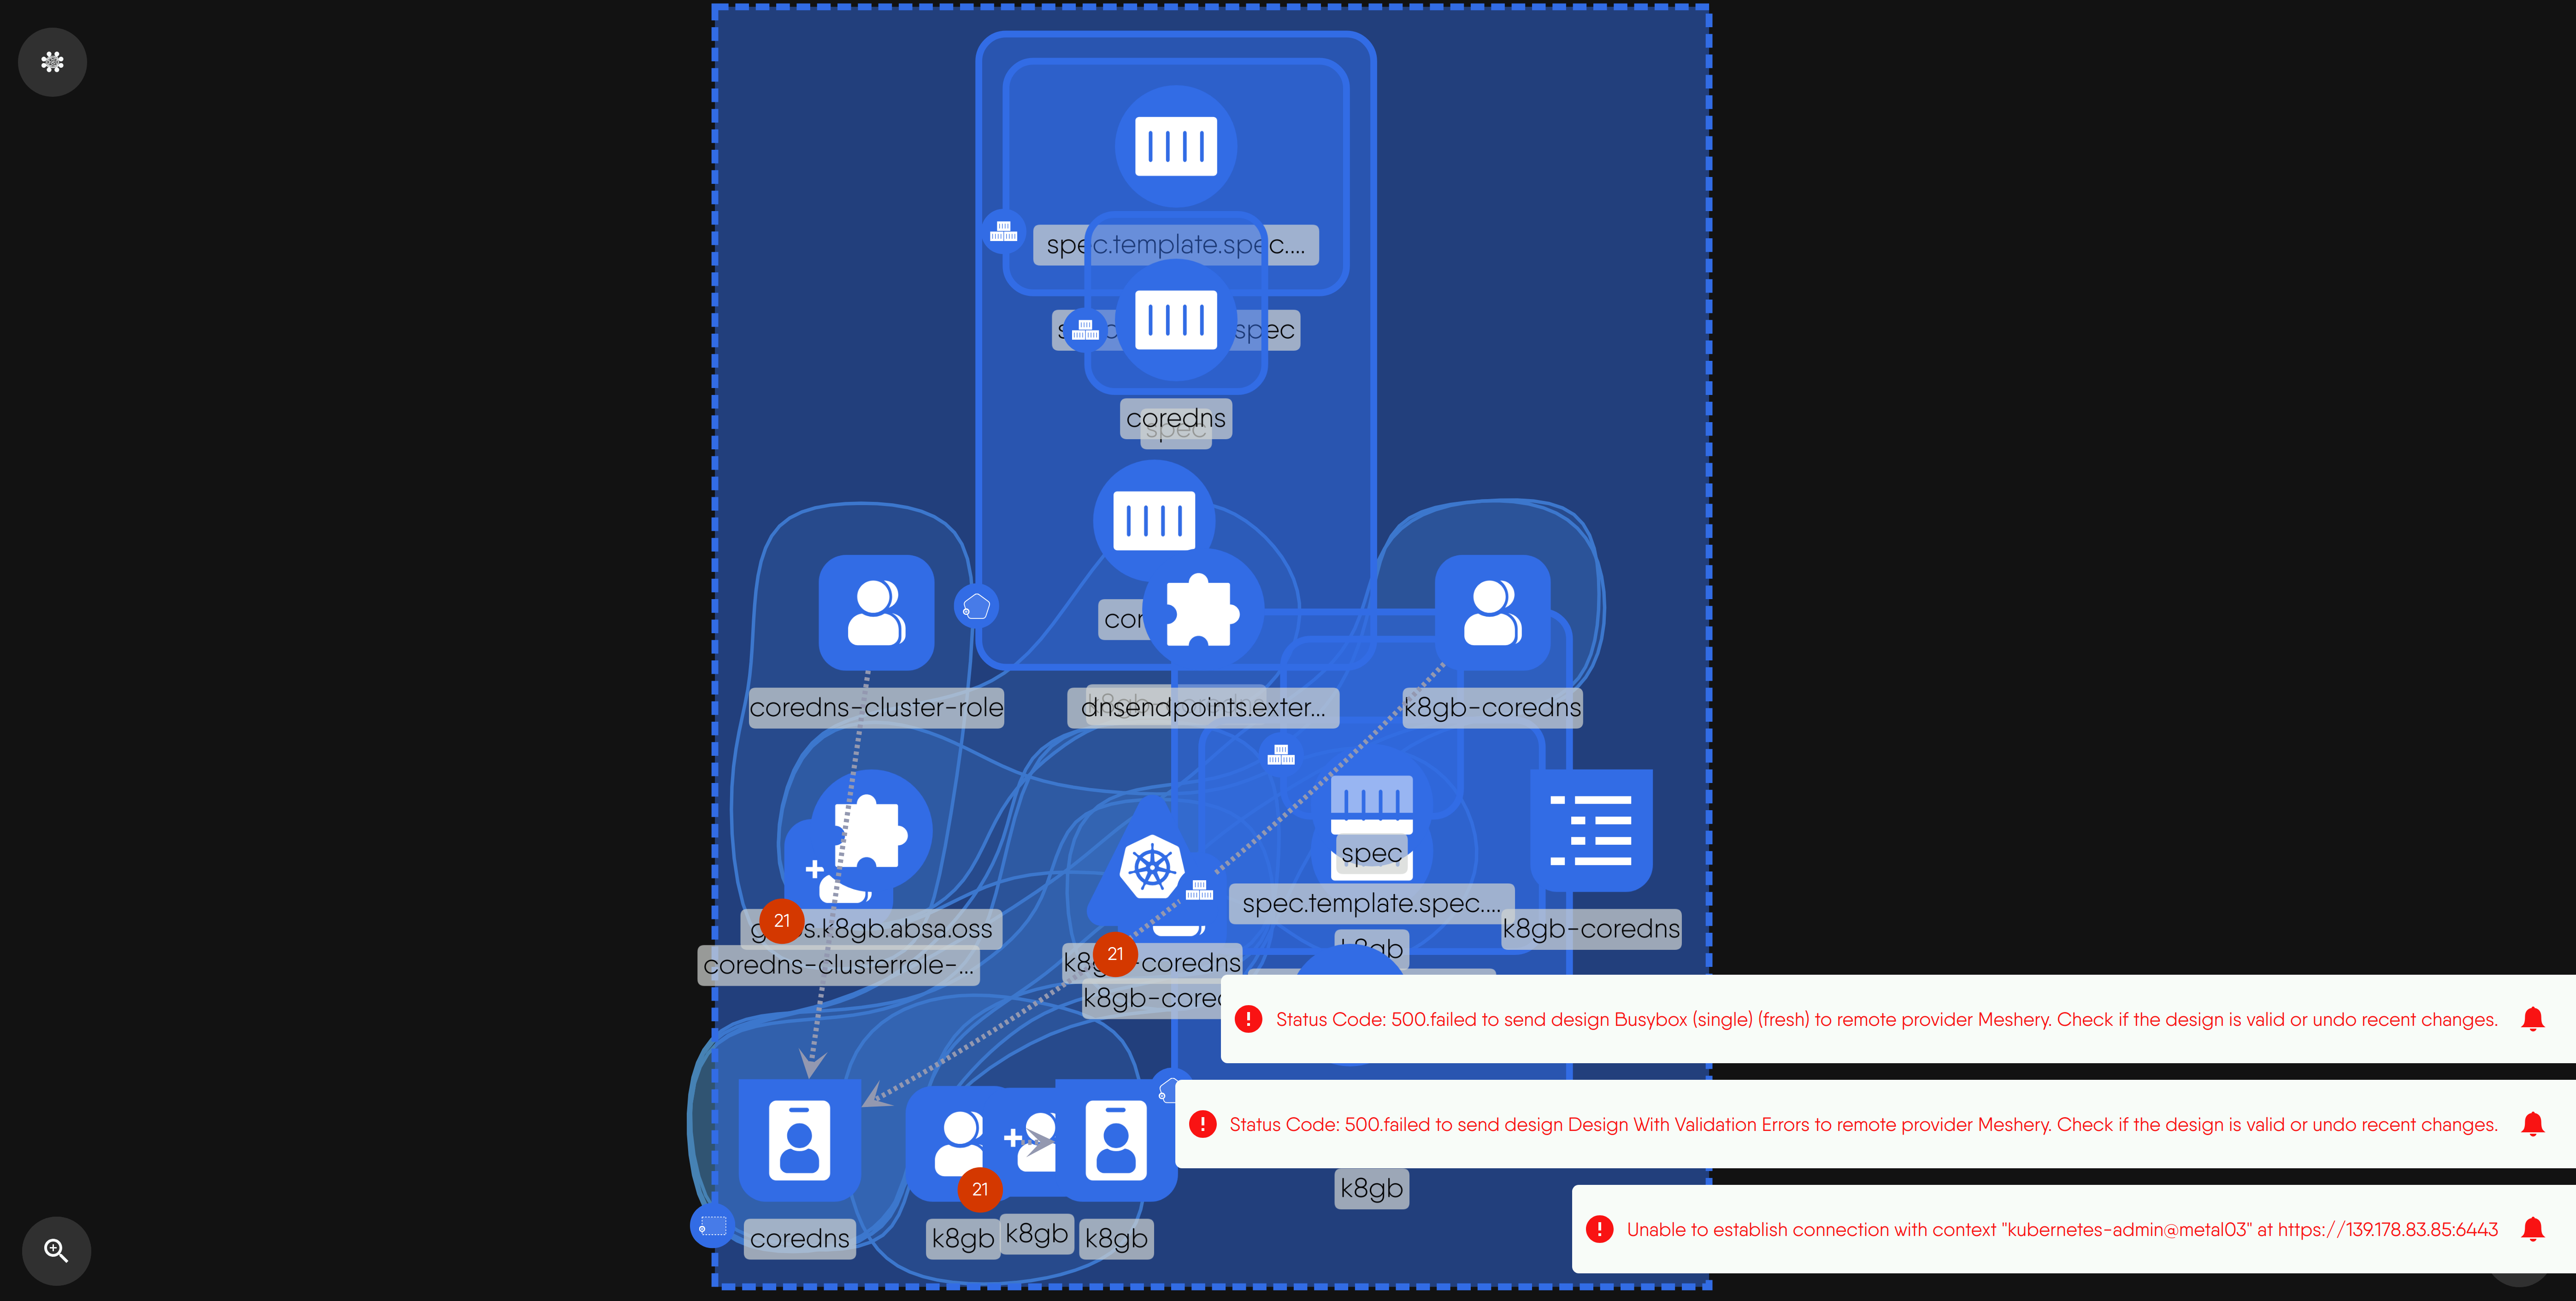 spec.template.spec....
spec
coredns
spec
dnsendpoints.exter...
coredns-cluster-role
k8gb-coredns
spec
spec.template.spec....
k8gb
k8gb-coredns
21
.k8gb.absa.oss
coredns-clusterrole-...
21
k8gb-coredns
Status Code: 500.failed to send design Busybox (single) (fresh) to remote provider Meshery. Check if the design is valid or undo recent changes.
Status Code: 500.failed to send design Design With Validation Errors to remote provider Meshery. Check if the design is valid or undo recent changes.
21
k8gb
Unable to establish connection with context "kubernetes-admin@metal03" at https://139.178.83.85:6443
coredns
k8gb
k8gb
k8gb